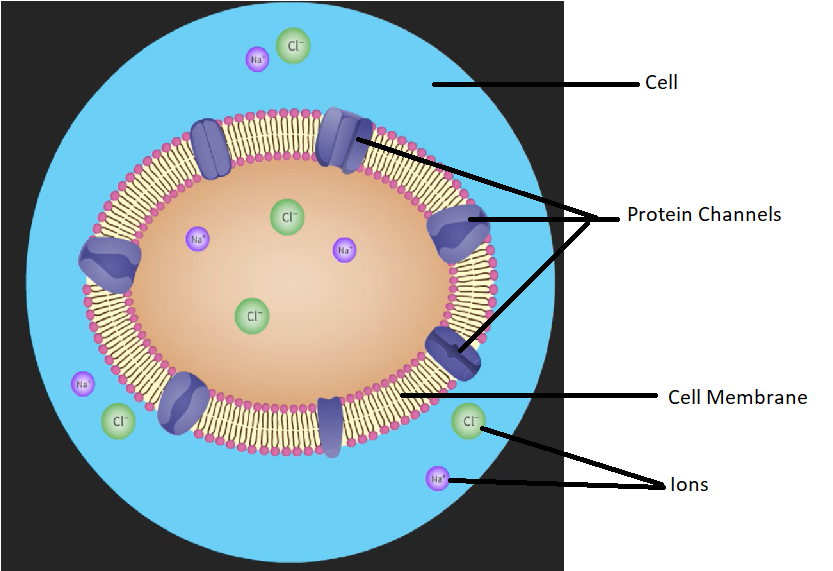 Na⁺ Cl⁻
Cell
Protein Channels
Cl⁻
Na⁺ Na⁺
Cl⁻
Na⁺
Cell Membrane
Cl⁻ Cl⁻
Na⁺ Ions